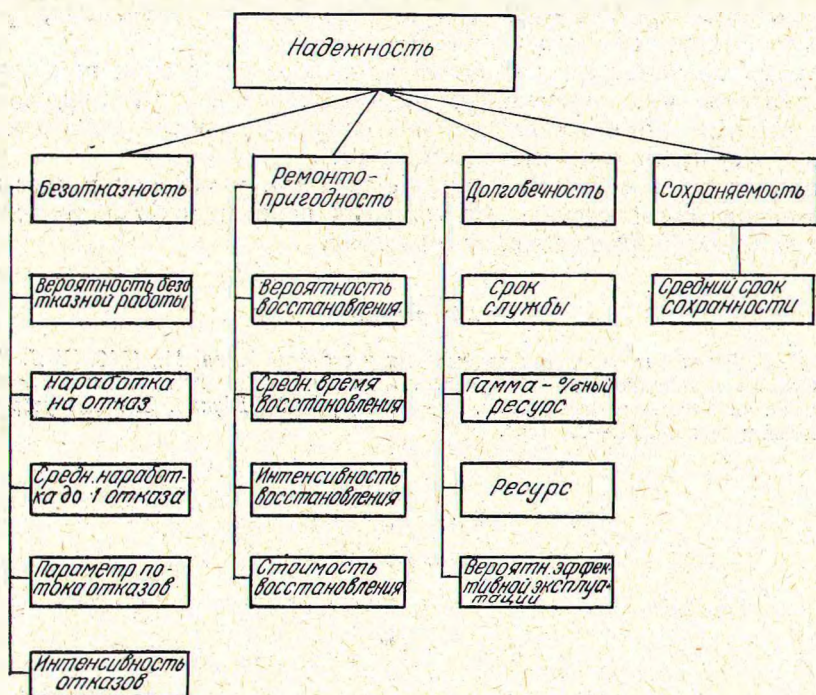 Надежность
Безотказность
Вероятность безо
тказной работы
Наработка
на отказ
Средн. наработ-
ка до 1 отказа
Параметр по-
тока отказов
Интенсивность
отказов
Ремонто-
пригодность
Вероятность
восстановления
Средн. время
восстановления
Интенсивность
восстановления
Стоимость
восстановления
Долговечность
Срок
службы
Гамма - %ный
ресурс
Ресурс
Вероятн. эффек-
тивной эксплуа-
тации
Сохраняемость
Средний срок
сохранности